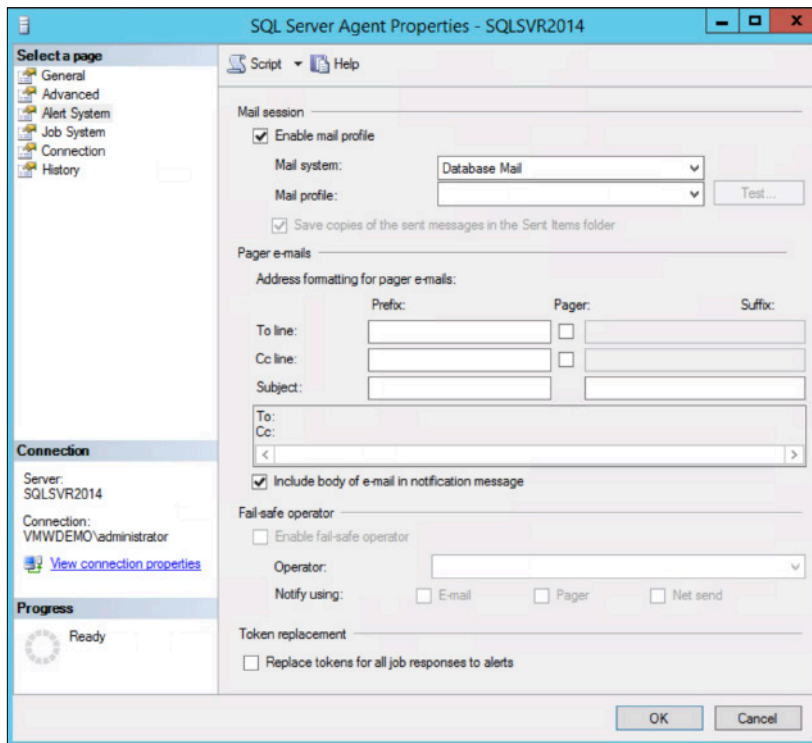 SQL Server Agent Properties - SQLSVR2014
Select a page
General
Advanced
Alert System
Job System
Connection
History
Script
Help
Mail session
Enable mail profile
Mail system:
Database Mail
Mail profile:
Test...
Save copies of the sent messages in the Sent Items folder
Pager e-mails
Address formatting for pager e-mails:
Prefix: Pager: Suffix:
To line:
Cc line:
Subject:
To:
Cc:
Include body of e-mail in notification message
Fail-safe operator
Enable fail-safe operator
Operator:
Notify using: E-mail Pager Net send
Token replacement
Replace tokens for all job responses to alerts
Connection
Server:
SQLSVR2014
Connection:
VMWDEMO\administrator
View connection properties
Progress
Ready
OK Cancel